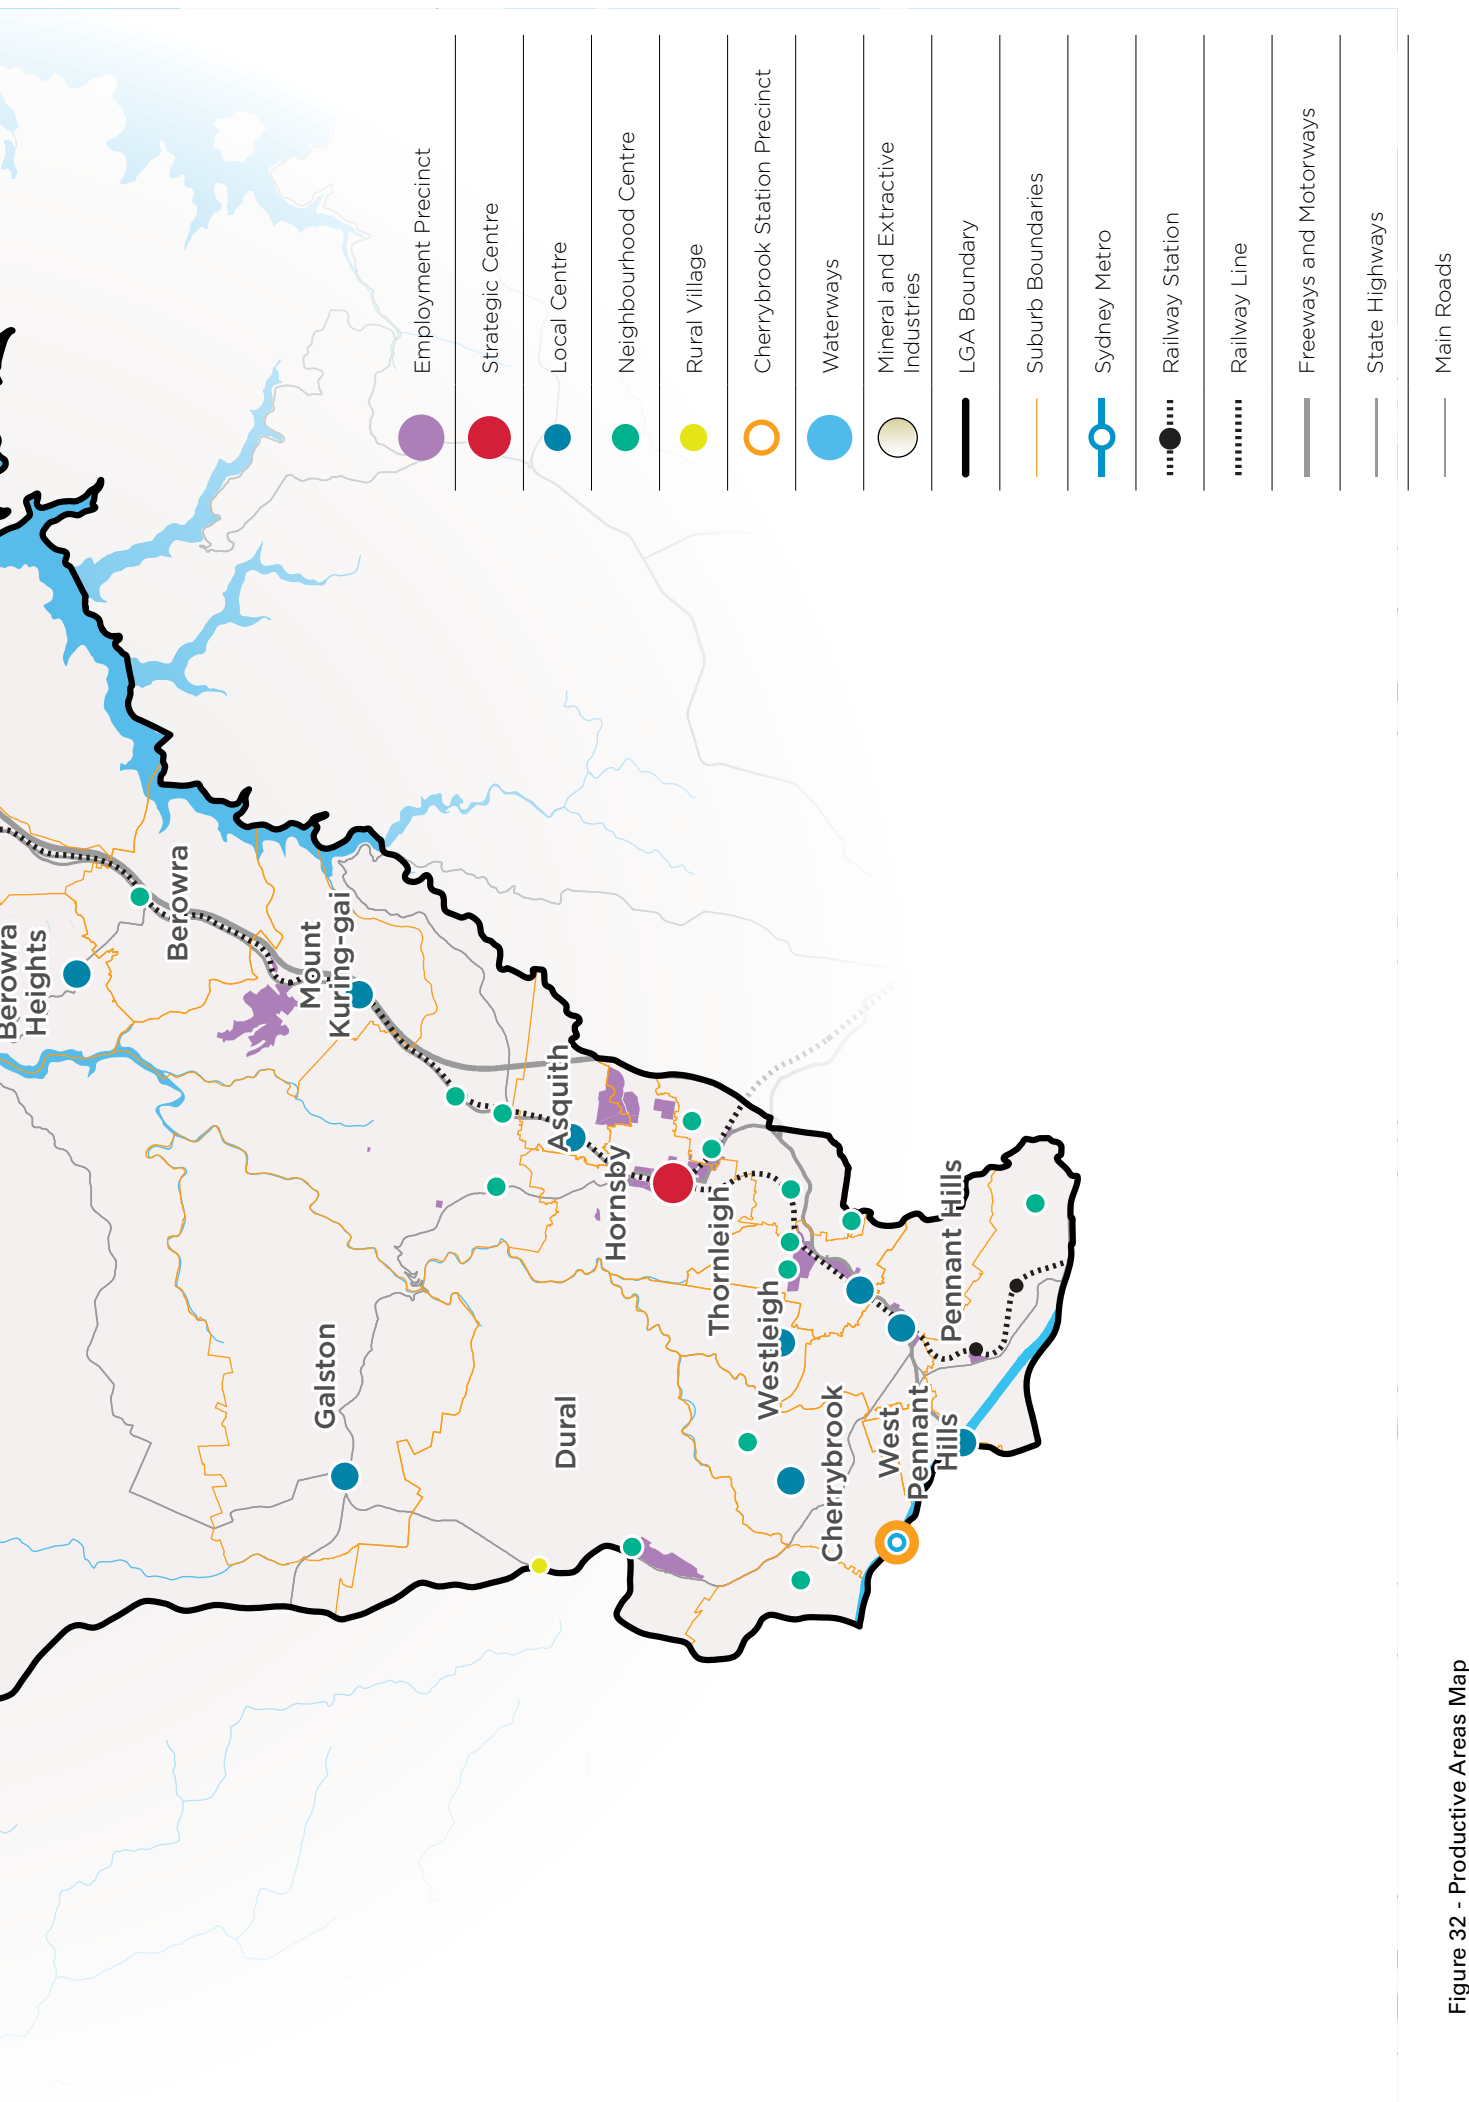 Berowra
Heights
Berowra
Mount
Kuring-gai
Galston
Asquith
Dural
Hornsby
Thornleigh
Westleigh
Cherrybrook
West
Pennant
Hills
Pennant Hills
Employment Precinct
Strategic Centre
Local Centre
Neighbourhood Centre
Rural Village
Cherrybrook Station Precinct
Waterways
Mineral and Extractive
Industries
LGA Boundary
Suburb Boundaries
Sydney Metro
Railway Station
Railway Line
Freeways and Motorways
State Highways
Main Roads
Figure 32 - Productive Areas Map